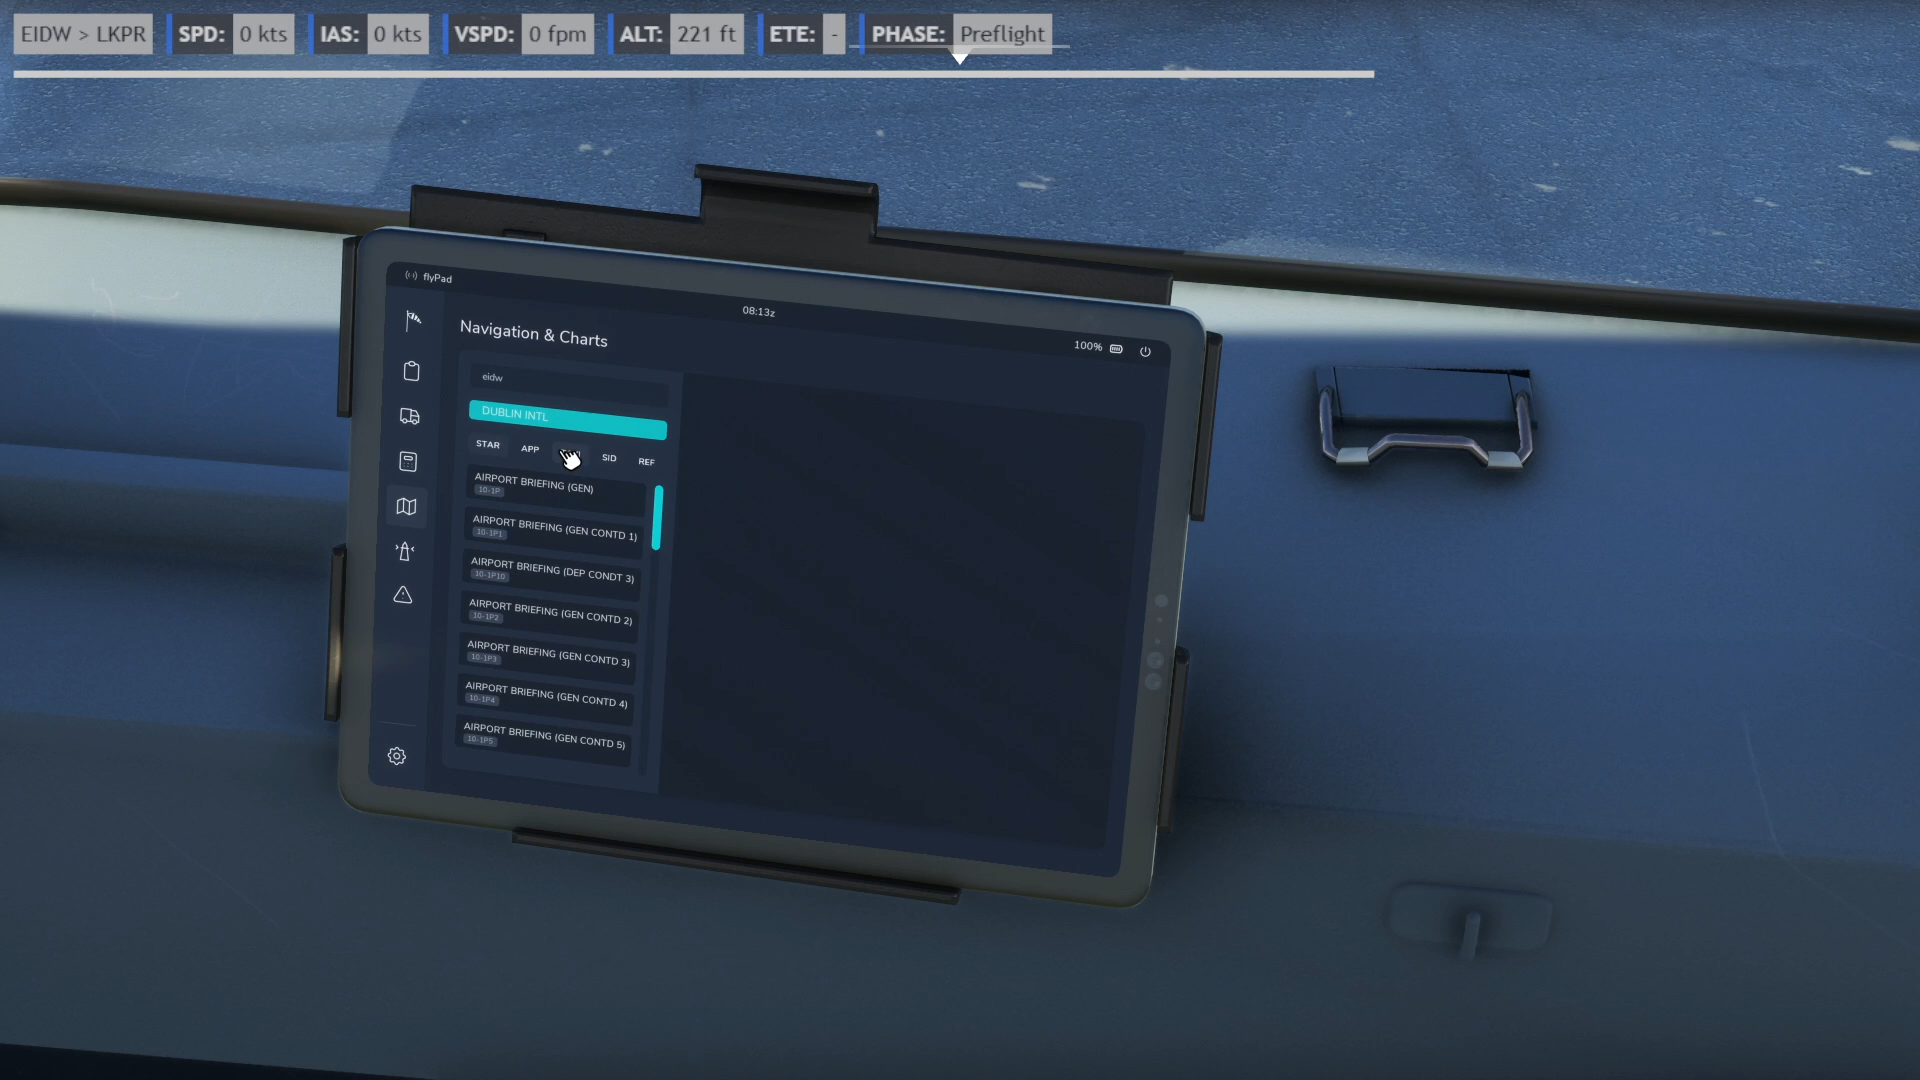 EIDW > LKPR SPD: 0 kts IAS: 0 kts VSPD: 0 fpm ALT: 221 ft ETE: - PHASE: Preflight
flyPad
08:13z
100%
Navigation & Charts
eidw
DUBLIN INTL
STAR APP SID REF
AIRPORT BRIEFING (GEN)
10-1P
AIRPORT BRIEFING (GEN CONTD 1)
10-1P1
AIRPORT BRIEFING (DEP CONDT 3)
10-1P10
AIRPORT BRIEFING (GEN CONTD 2)
10-1P2
AIRPORT BRIEFING (GEN CONTD 3)
10-1P3
AIRPORT BRIEFING (GEN CONTD 4)
10-1P4
AIRPORT BRIEFING (GEN CONTD 5)
10-1P5